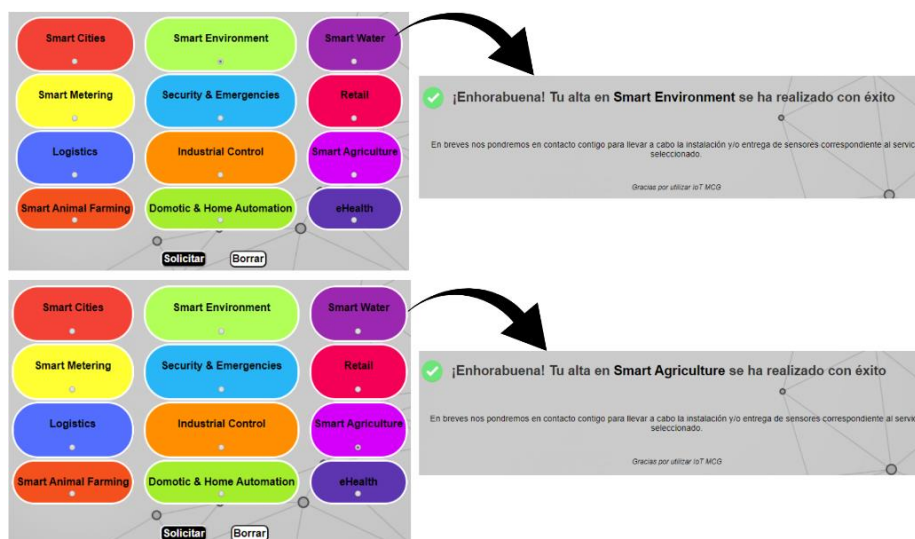 Smart Cities Smart Environment Smart Water
Smart Metering Security & Emergencies Retail
Logistics Industrial Control Smart Agriculture
Smart Animal Farming Domotic & Home Automation eHealth
Solicitar Borrar
¡Enhorabuena! Tu alta en Smart Environment se ha realizado con éxito
En breves nos pondremos en contacto contigo para llevar a cabo la instalación y/o entrega de sensores correspondiente al servic
seleccionado.
Gracias por utilizar IoT MCG
Smart Cities Smart Environment Smart Water
Smart Metering Security & Emergencies Retail
Logistics Industrial Control Smart Agriculture
Smart Animal Farming Domotic & Home Automation eHealth
Solicitar Borrar
¡Enhorabuena! Tu alta en Smart Agriculture se ha realizado con éxito
En breves nos pondremos en contacto contigo para llevar a cabo la instalación y/o entrega de sensores correspondiente al servic
seleccionado.
Gracias por utilizar IoT MCG